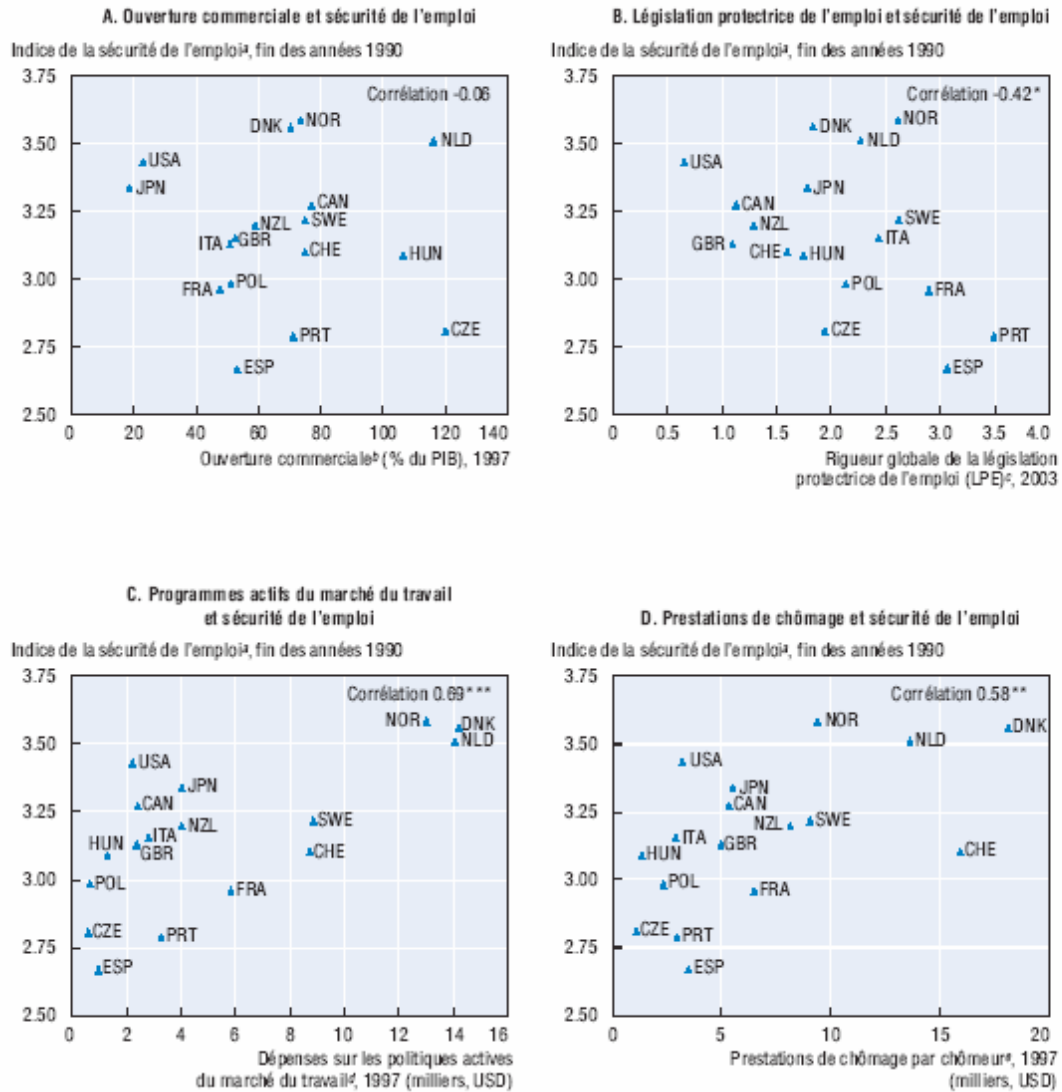 A. Ouverture commerciale et sécurité de l'emploi
Indice de la sécurité de l'emploiª, fin des années 1990
3.75
3.50
3.25
3.00
2.75
2.50
Corrélation -0.06
DNK
NOR
NLD
USA
JPN
CAN
NZL
SWE
ITA
GBR
CHE
HUN
FRA
POL
PRT
CZE
ESP
0
20
40
60
80
100
120
140
Ouverture commercialeᵇ (% du PIB), 1997
B. Législation protectrice de l'emploi et sécurité de l'emploi
Indice de la sécurité de l'emploiª, fin des années 1990
3.75
3.50
3.25
3.00
2.75
2.50
Corrélation -0.42*
NOR
DNK
NLD
USA
JPN
CAN
SWE
NZL
GBR
ITA
CHE
HUN
POL
FRA
CZE
PRT
ESP
0
0.5
1.0
1.5
2.0
2.5
3.0
3.5
4.0
Rigueur globale de la législation
protectrice de l'emploi (LPE)ᶜ, 2003
C. Programmes actifs du marché du travail
et sécurité de l'emploi
Indice de la sécurité de l'emploiª, fin des années 1990
3.75
3.50
3.25
3.00
2.75
2.50
Corrélation 0.69***
NOR
DNK
NLD
USA
JPN
CAN
NZL
SWE
HUN
ITA
GBR
CHE
POL
FRA
CZE
PRT
ESP
0
2
4
6
8
10
12
14
16
Dépenses sur les politiques actives
du marché du travailᵈ, 1997 (milliers, USD)
D. Prestations de chômage et sécurité de l'emploi
Indice de la sécurité de l'emploiª, fin des années 1990
3.75
3.50
3.25
3.00
2.75
2.50
Corrélation 0.58**
NOR
DNK
NLD
USA
JPN
CAN
NZL
SWE
ITA
GBR
HUN
CHE
POL
FRA
CZE
PRT
ESP
0
5
10
15
20
Prestations de chômage par chômeurᵉ, 1997
(milliers, USD)